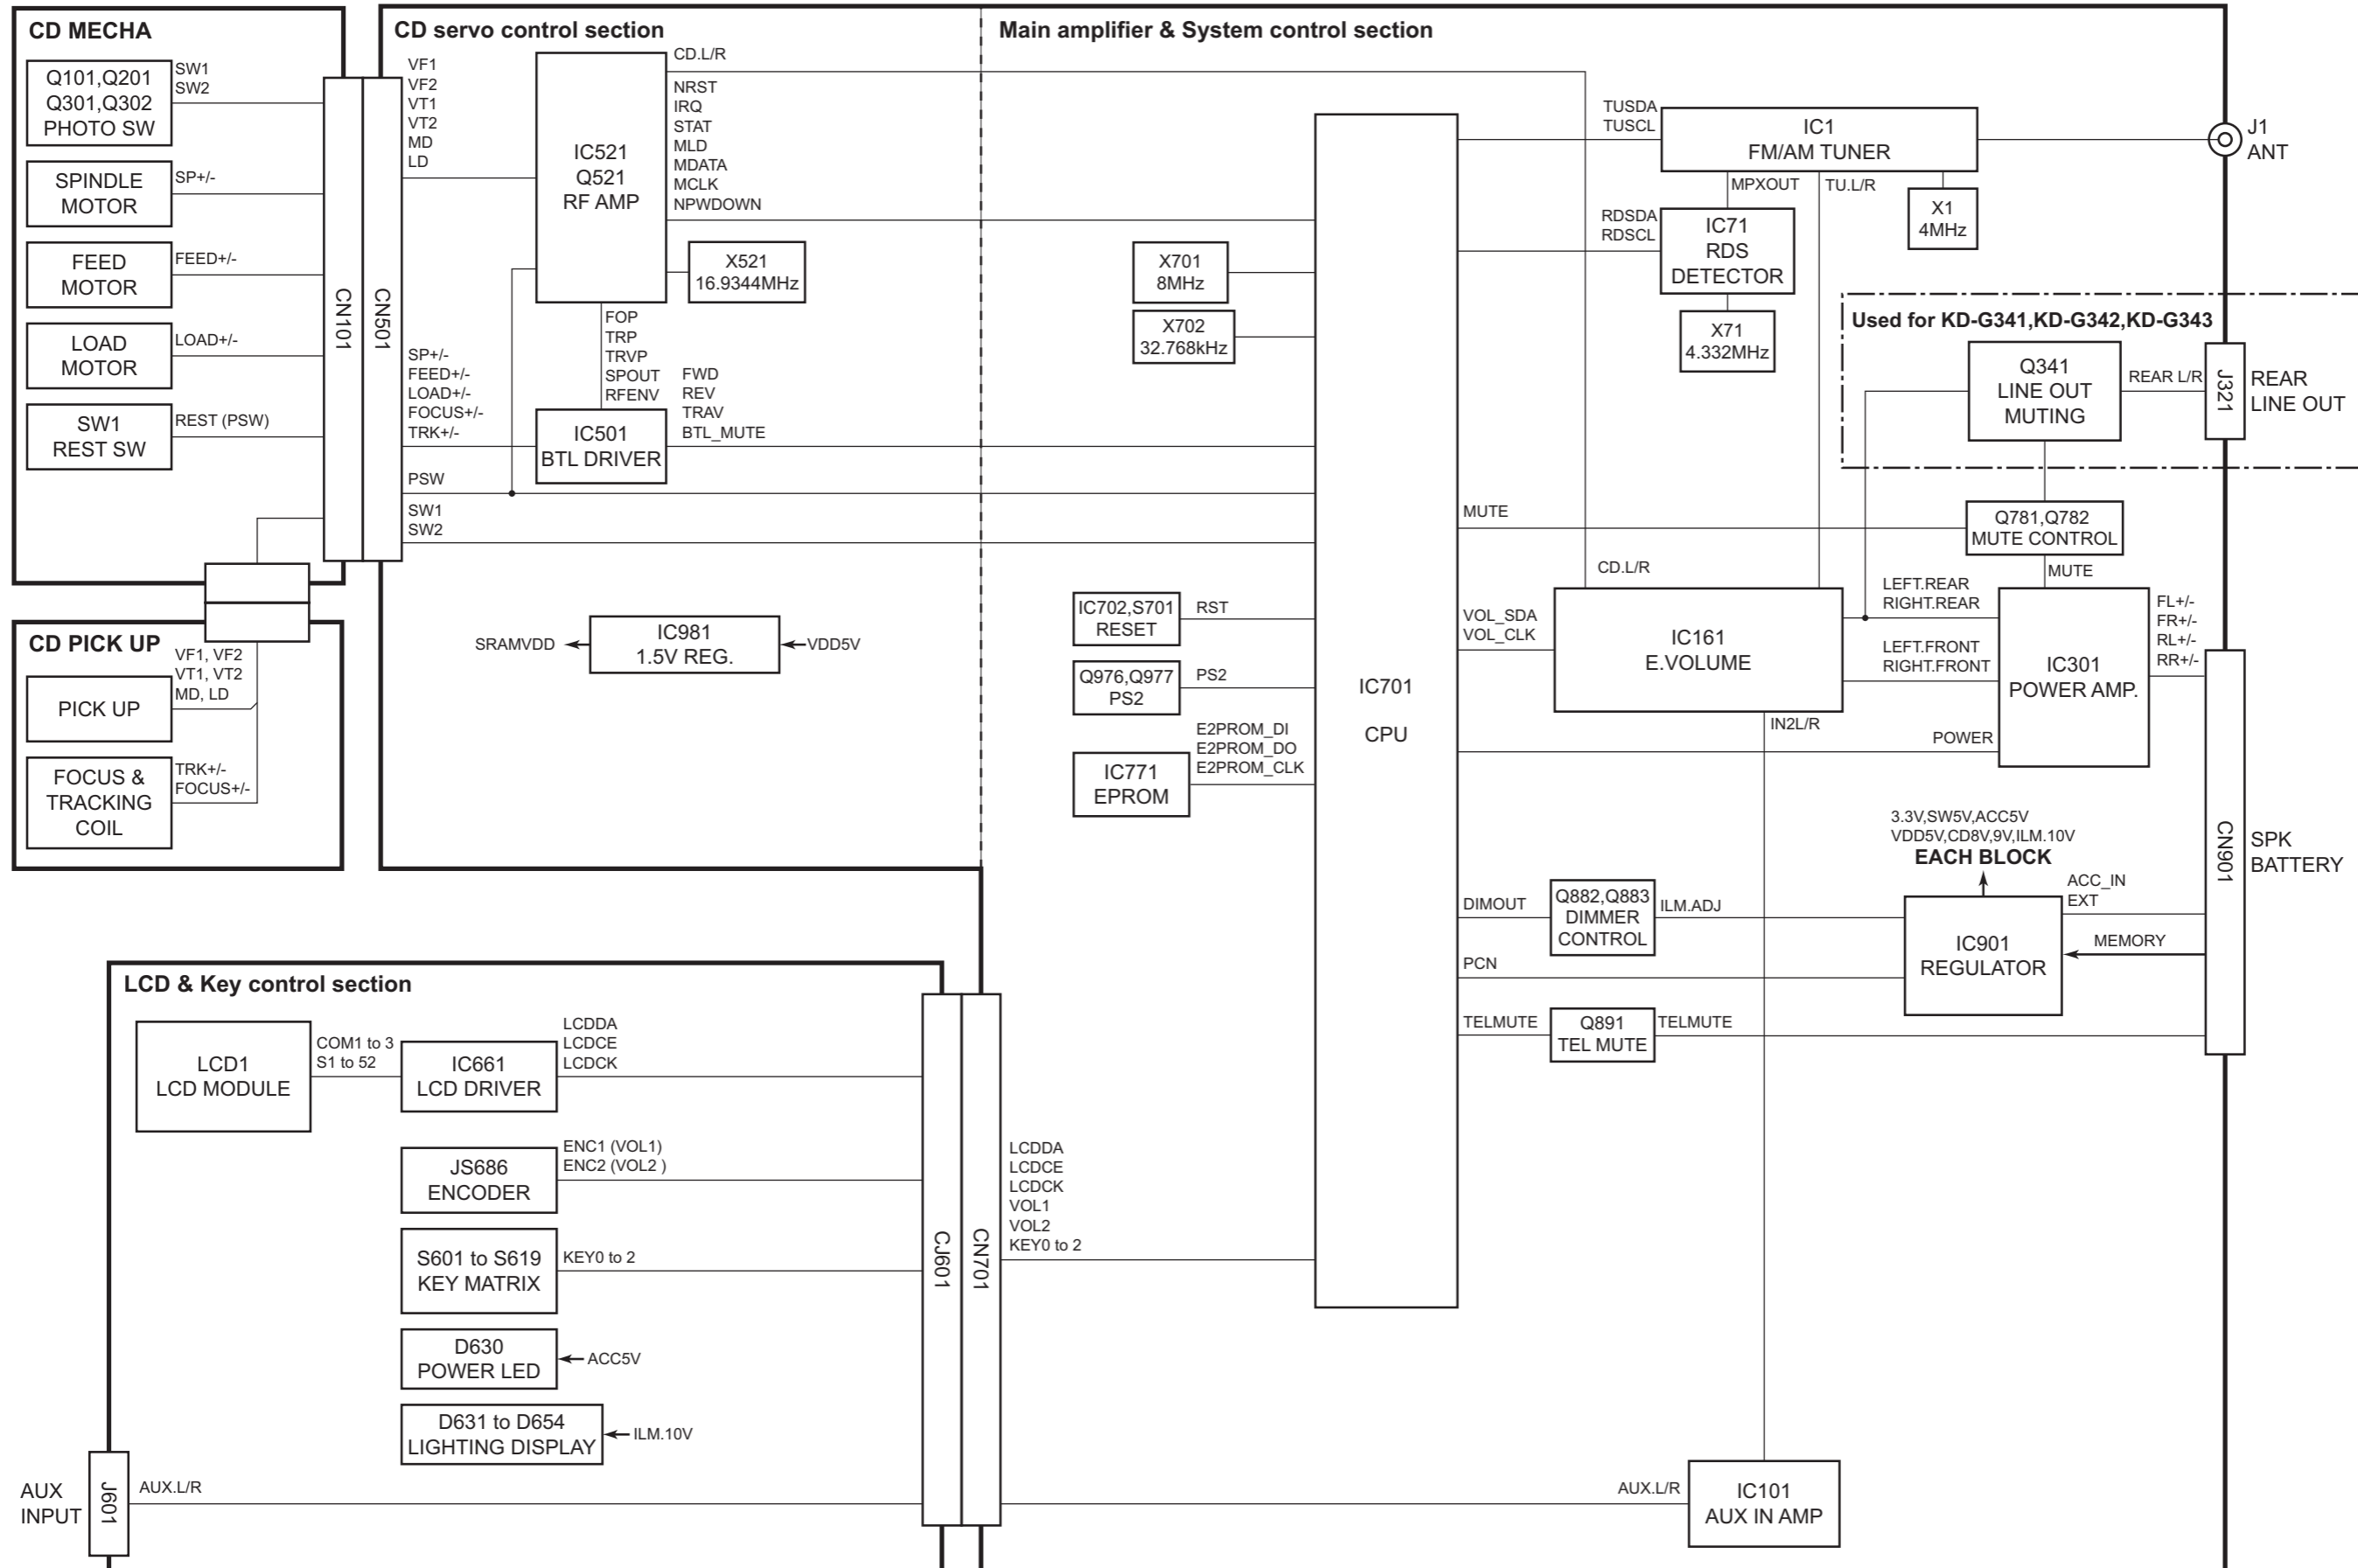 CD MECHA
Q101,Q201
Q301,Q302
PHOTO SW
SW1
SW2
SPINDLE
MOTOR
SP+/-
FEED
MOTOR
FEED+/-
LOAD
MOTOR
LOAD+/-
SW1
REST SW
REST (PSW)
CN101
CN501
CD PICK UP
VF1, VF2
VT1, VT2
MD, LD
PICK UP
FOCUS &
TRACKING
COIL
TRK+/-
FOCUS+/-
CD servo control section
VF1
VF2
VT1
VT2
MD
LD
IC521
Q521
RF AMP
CD.L/R
NRST
IRQ
STAT
MLD
MDATA
MCLK
NPWDOWN
X521
16.9344MHz
FOP
TRP
TRVP
SPOUT
RFENV
SP+/-
FEED+/-
LOAD+/-
FOCUS+/-
TRK+/-
IC501
BTL DRIVER
FWD
REV
TRAV
BTL_MUTE
PSW
SW1
SW2
SRAMVDD
IC981
1.5V REG.
VDD5V
Main amplifier & System control section
X701
8MHz
X702
32.768kHz
IC702,S701
RESET
RST
Q976,Q977
PS2
PS2
IC771
EPROM
E2PROM_DI
E2PROM_DO
E2PROM_CLK
IC701
CPU
TUSDA
TUSCL
IC1
FM/AM TUNER
J1
ANT
MPXOUT
TU.L/R
X1
4MHz
RDSDA
RDSCL
IC71
RDS
DETECTOR
X71
4.332MHz
Used for KD-G341,KD-G342,KD-G343
Q341
LINE OUT
MUTING
REAR L/R
J321
REAR
LINE OUT
MUTE
Q781,Q782
MUTE CONTROL
MUTE
CD.L/R
VOL_SDA
VOL_CLK
IC161
E.VOLUME
LEFT.REAR
RIGHT.REAR
LEFT.FRONT
RIGHT.FRONT
IC301
POWER AMP.
FL+/-
FR+/-
RL+/-
RR+/-
IN2L/R
POWER
3.3V,SW5V,ACC5V
VDD5V,CD8V,9V,ILM.10V
EACH BLOCK
CN901
SPK
BATTERY
DIMOUT
Q882,Q883
DIMMER
CONTROL
ILM.ADJ
IC901
REGULATOR
ACC_IN
EXT
MEMORY
PCN
TELMUTE
Q891
TEL MUTE
TELMUTE
LCD & Key control section
LCD1
LCD MODULE
COM1 to 3
S1 to 52
IC661
LCD DRIVER
LCDDA
LCDCE
LCDCK
JS686
ENCODER
ENC1 (VOL1)
ENC2 (VOL2 )
S601 to S619
KEY MATRIX
KEY0 to 2
D630
POWER LED
ACC5V
D631 to D654
LIGHTING DISPLAY
ILM.10V
CJ601
CN701
LCDDA
LCDCE
LCDCK
VOL1
VOL2
KEY0 to 2
AUX
INPUT
J601
AUX.L/R
AUX.L/R
IC101
AUX IN AMP